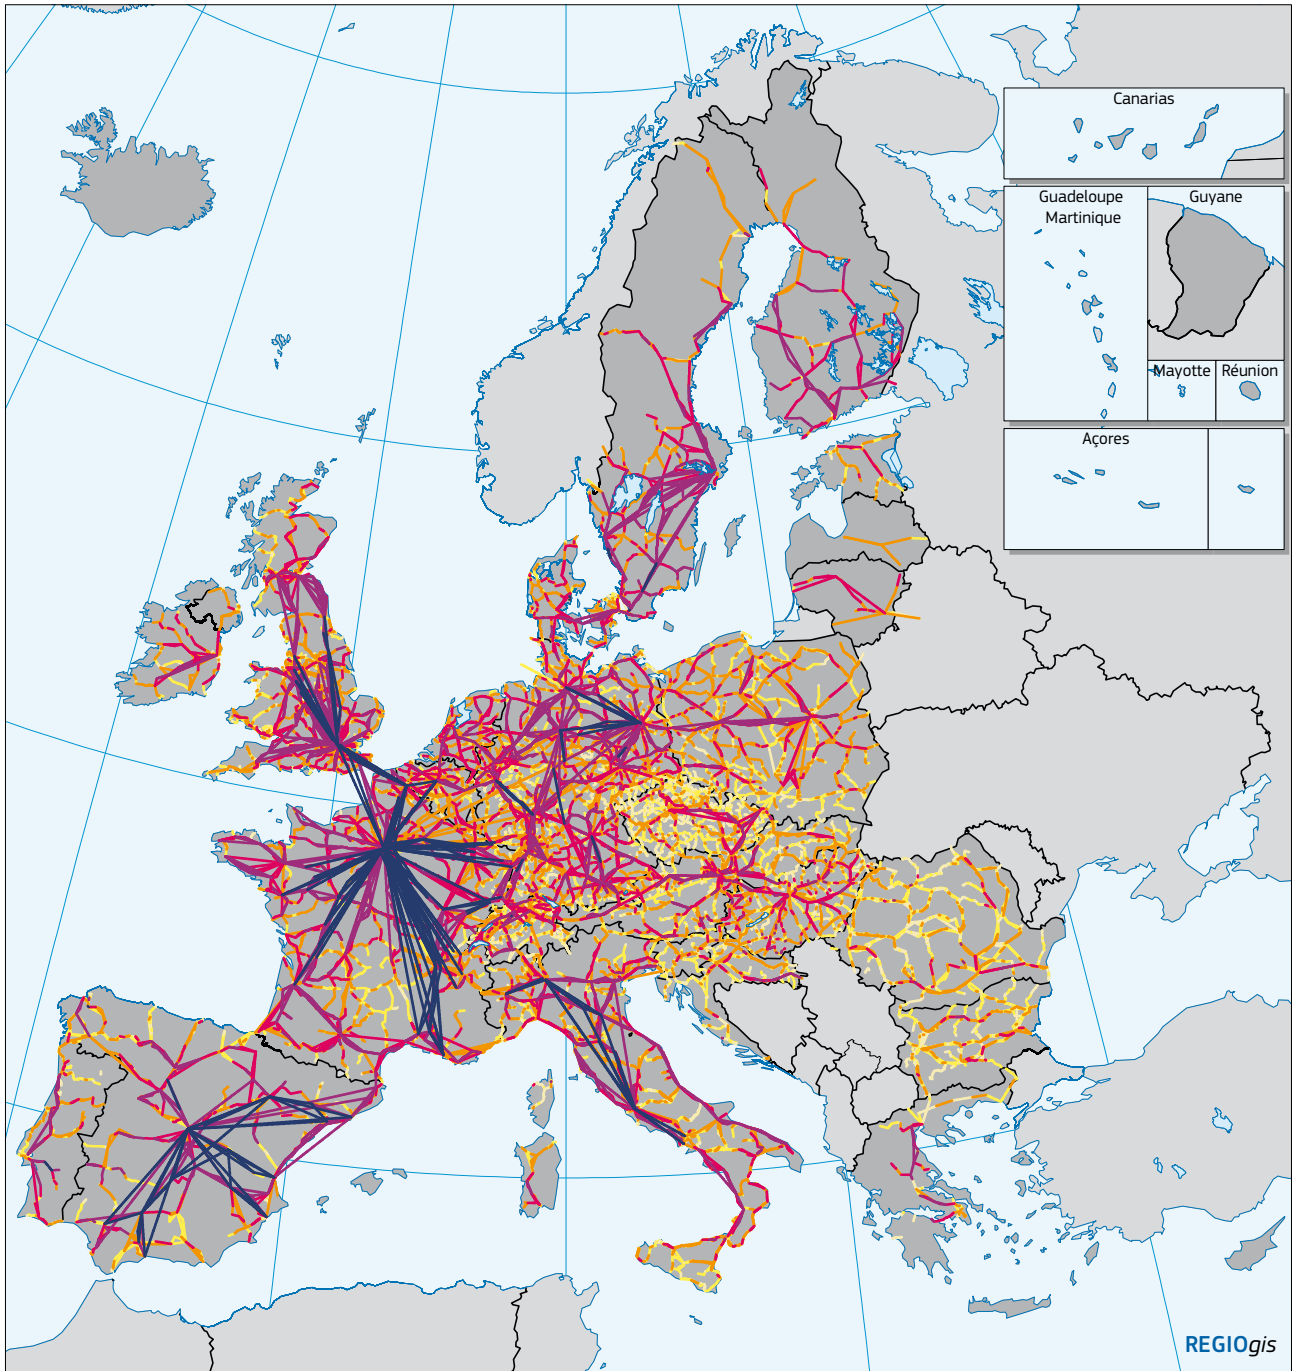 Canarias
Guadeloupe
Martinique
Guyane
Mayotte
Réunion
Açores
REGIOgis